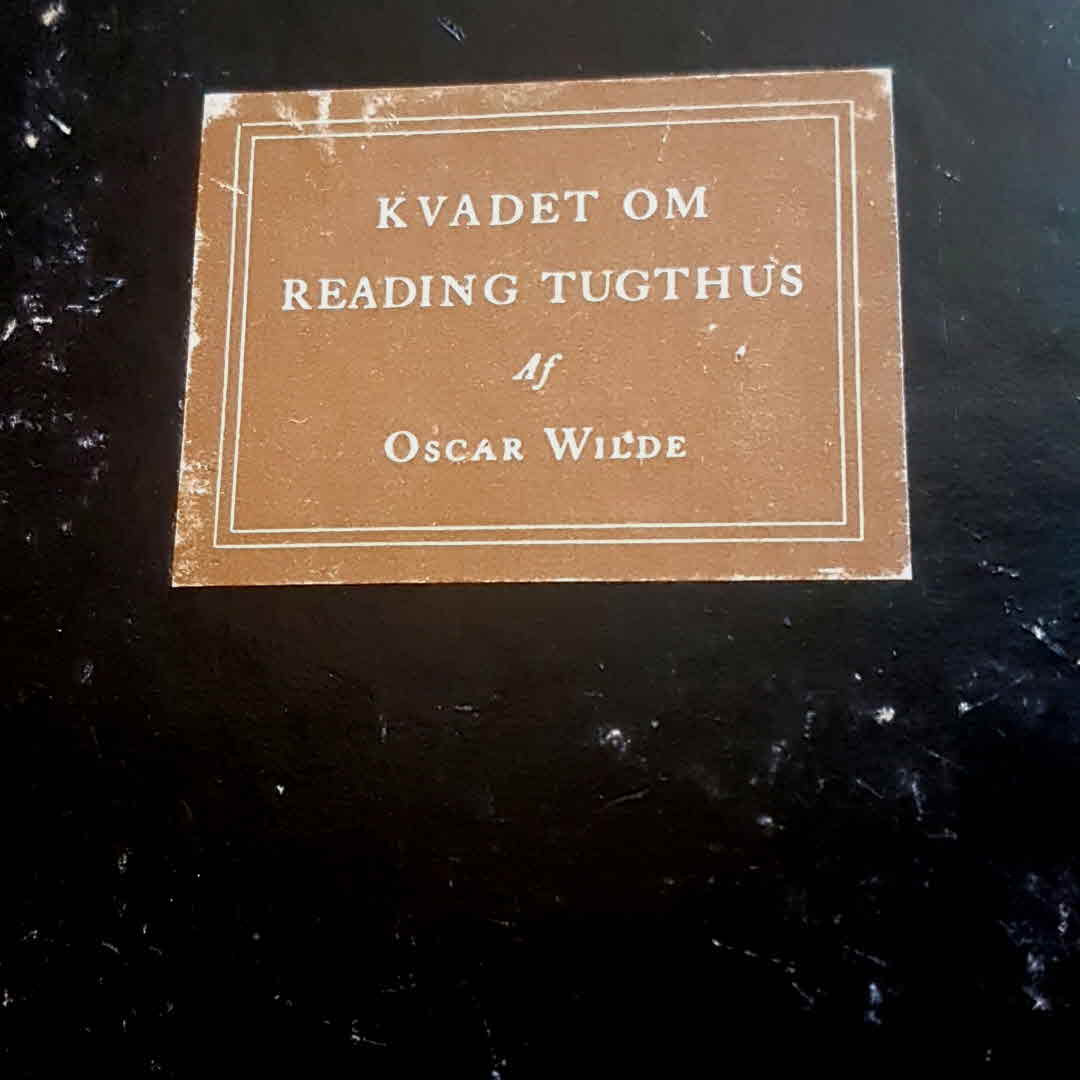 KVADET OM
READING TUGTHUS
Af
OSCAR WILDE